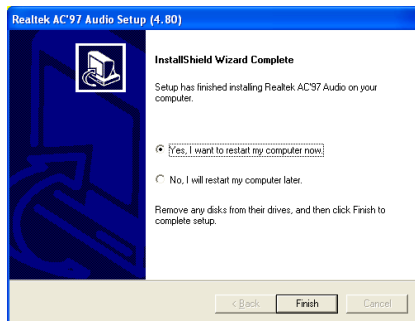 Realtek AC'97 Audio Setup (4.80)
InstallShield Wizard Complete
Setup has finished installing Realtek AC'97 Audio on your
computer.
Yes, I want to restart my computer now.
No, I will restart my computer later.
Remove any disks from their drives, and then click Finish to
complete setup.
< Back Finish Cancel